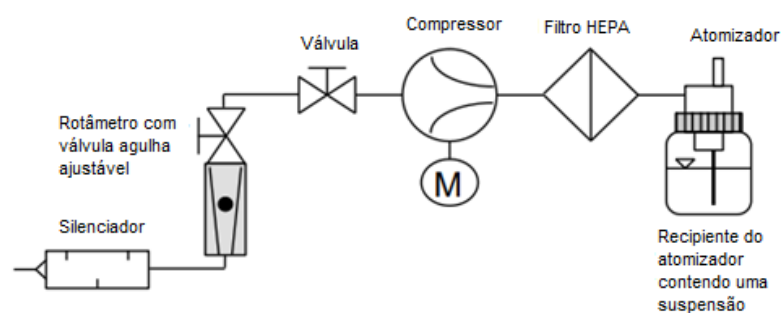 Compressor
Filtro HEPA
Atomizador
Válvula
Rotâmetro com
válvula agulha
ajustável
M
Silenciador
Recipiente do
atomizador
contendo uma
suspensão